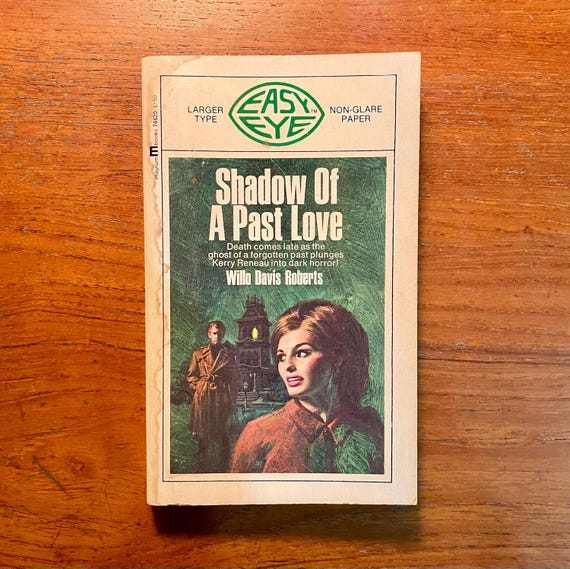 EASY
EYE
TM
LARGER
TYPE
NON-GLARE
PAPER
Shadow Of
A Past Love
Death comes late as the
ghost of a forgotten past plunges
Kerry Reneau into dark horror!
Willo Davis Roberts